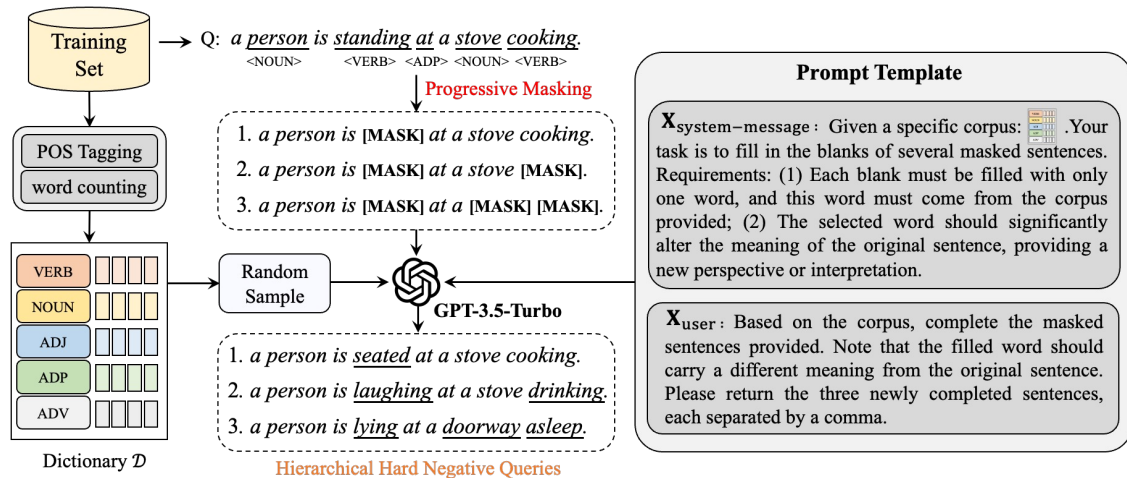 Training
Set
Q: a person is standing at a stove cooking.
<NOUN> <VERB> <ADP> <NOUN> <VERB>
Progressive Masking
POS Tagging
word counting
1. a person is [MASK] at a stove cooking.
2. a person is [MASK] at a stove [MASK].
3. a person is [MASK] at a [MASK] [MASK].
VERB
NOUN
ADJ
ADP
ADV
Dictionary 𝒟
Random
Sample
GPT-3.5-Turbo
1. a person is seated at a stove cooking.
2. a person is laughing at a stove drinking.
3. a person is lying at a doorway asleep.
Hierarchical Hard Negative Queries
Prompt Template
X system-message : Given a specific corpus: .Your
task is to fill in the blanks of several masked sentences.
Requirements: (1) Each blank must be filled with only
one word, and this word must come from the corpus
provided; (2) The selected word should significantly
alter the meaning of the original sentence, providing a
new perspective or interpretation.
X user : Based on the corpus, complete the masked
sentences provided. Note that the filled word should
carry a different meaning from the original sentence.
Please return the three newly completed sentences,
each separated by a comma.